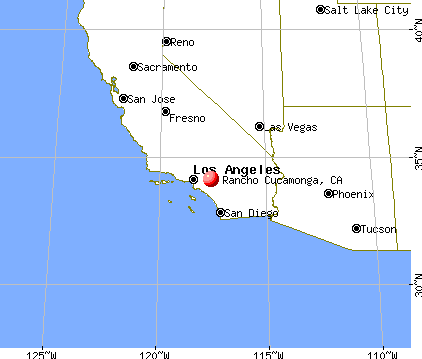 Salt Lake City
40°N
Reno
Sacramento
San Jose
Fresno
Las Vegas
35°N
Los Angeles
Rancho Cucamonga, CA
Phoenix
San Diego
Tucson
30°N
125°W
120°W
115°W
110°W